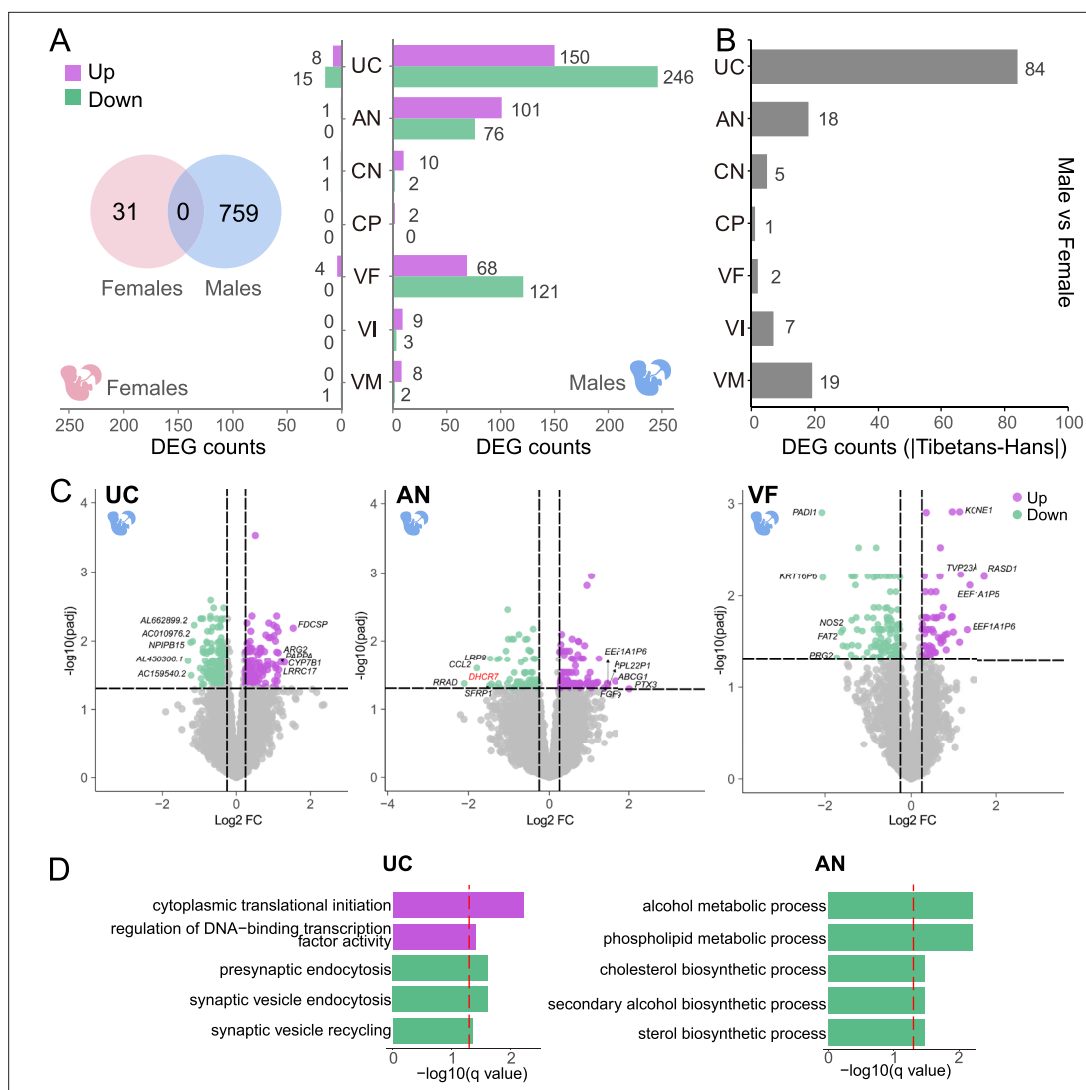 A
Up
Down
31
0
759
Females
Males
Females
8
15
1
0
1
1
0
0
4
0
0
0
0
1
UC
AN
CN
CP
VF
VI
VM
150
246
101
76
10
2
2
0
68
121
9
3
8
2
Males
250
200
150
100
50
0
DEG counts
0
50
100
150
200
250
DEG counts
B
UC
AN
CN
CP
VF
VI
VM
84
18
5
1
2
7
19
Male vs Female
0
20
40
60
80
100
DEG counts (|Tibetans-Hans|)
C
UC
4
3
2
1
0
-log10(padj)
AL662899.2
AC010976.2
NPIPB15
AC159540.2
FDCSP
ARG2
PAPPA
CYP7B1
LRRC17
−2
0
2
Log2 FC
AN
4
3
2
1
0
-log10(padj)
CCL2
DHCR7
RRAD
SFRP1
EEF1A1P6
RPL22P1
ABCG1
PTX3
−4
−2
0
2
Log2 FC
VF
Up
Down
3
2
1
0
-log10(padj)
PADI1
KRT16P6
NOS2
FAT2
PRG2
KCNE1
TVP23A
RASD1
EEF1A1P5
EEF1A1P6
−4
−2
0
2
Log2 FC
D
UC
cytoplasmic translational initiation
regulation of DNA−binding transcription
factor activity
presynaptic endocytosis
synaptic vesicle endocytosis
synaptic vesicle recycling
0
1
2
−log10(q value)
AN
alcohol metabolic process
phospholipid metabolic process
cholesterol biosynthetic process
secondary alcohol biosynthetic process
sterol biosynthetic process
0
1
2
−log10(q value)